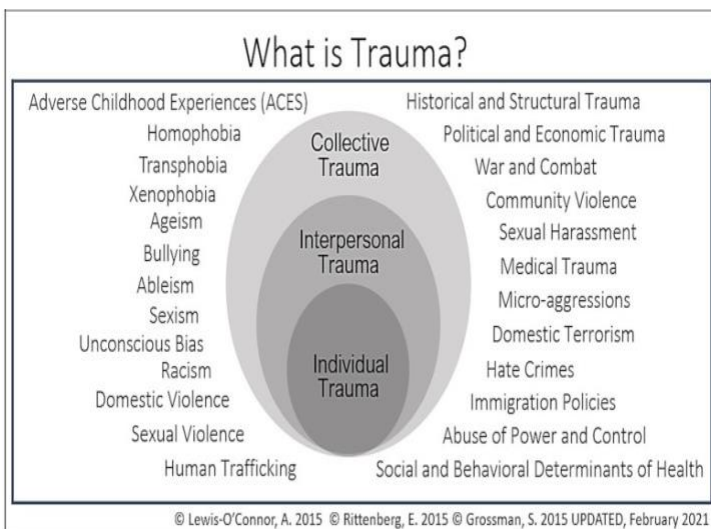 What is Trauma?
Adverse Childhood Experiences (ACES)
Homophobia
Transphobia
Xenophobia
Ageism
Bullying
Ableism
Sexism
Unconscious Bias
Racism
Domestic Violence
Sexual Violence
Human Trafficking
Collective
Trauma
Interpersonal
Trauma
Individual
Trauma
Historical and Structural Trauma
Political and Economic Trauma
War and Combat
Community Violence
Sexual Harassment
Medical Trauma
Micro-aggressions
Domestic Terrorism
Hate Crimes
Immigration Policies
Abuse of Power and Control
Social and Behavioral Determinants of Health
© Lewis-O’Connor, A. 2015 © Rittenberg, E. 2015 © Grossman, S. 2015 UPDATED, February 2021